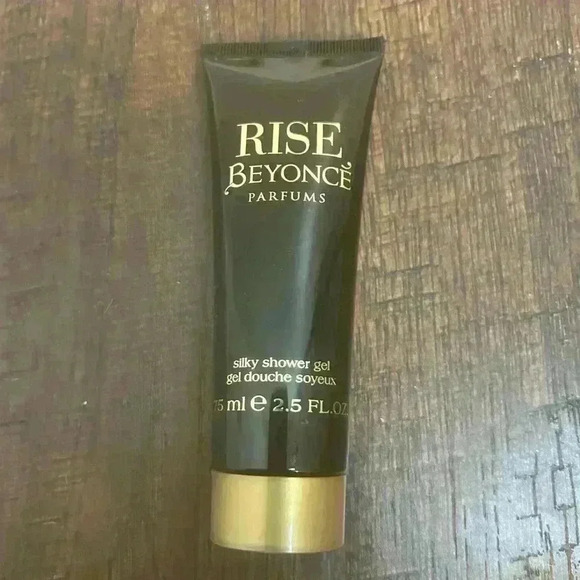 RISE
BEYONCÉ
PARFUMS
silky shower gel
gel douche soyeux
75 ml e 2.5 FL.OZ.